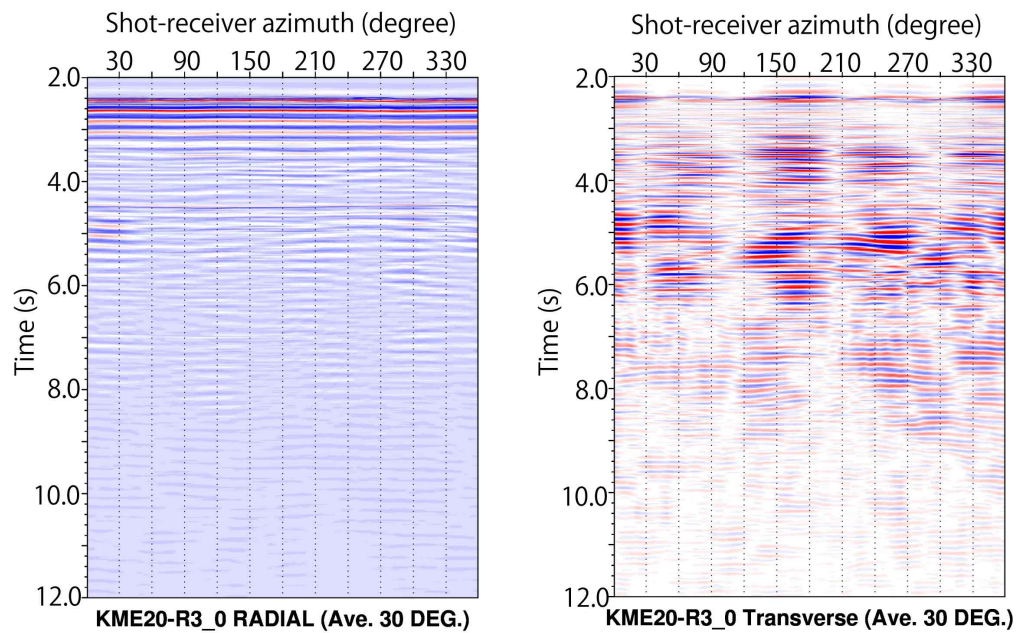 Shot-receiver azimuth (degree)
30 90 150 210 270 330
2.0
4.0
6.0
8.0
10.0
12.0
Time (s)
KME20-R3_0 RADIAL (Ave. 30 DEG.)
Shot-receiver azimuth (degree)
30 90 150 210 270 330
2.0
4.0
6.0
8.0
10.0
12.0
Time (s)
KME20-R3_0 Transverse (Ave. 30 DEG.)